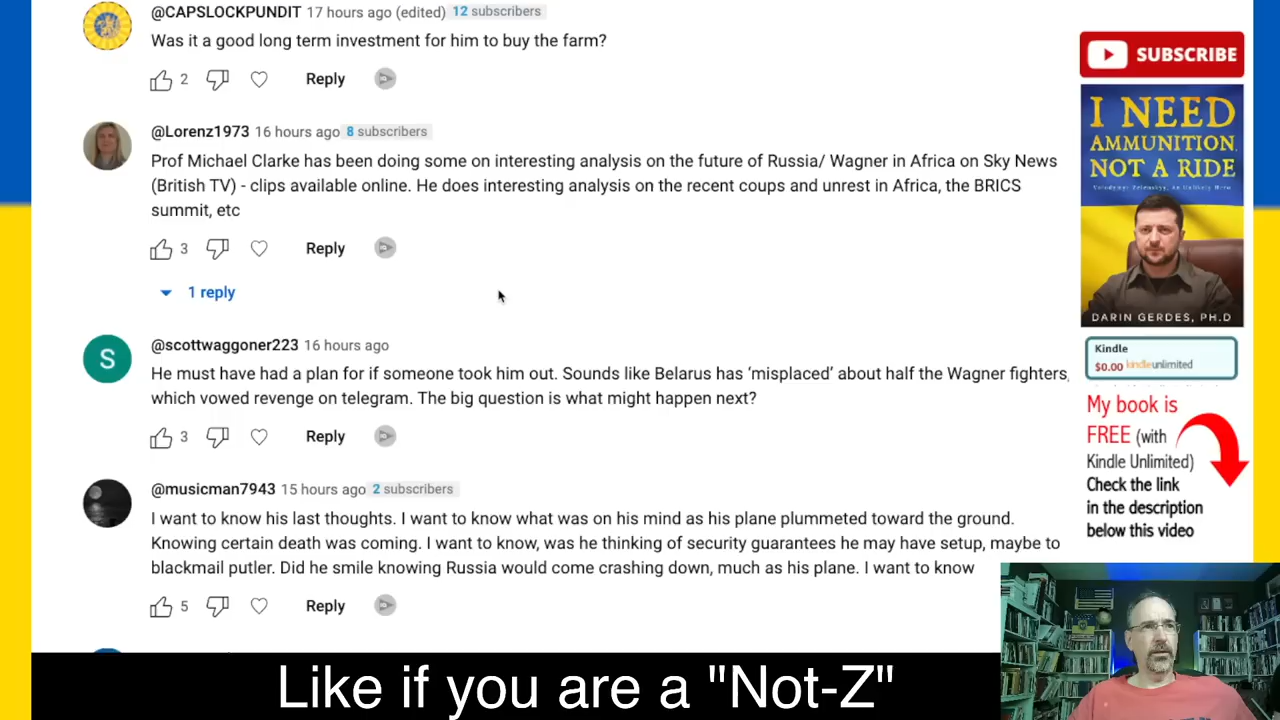 @CAPSLOCKPUNDIT 17 hours ago (edited) 12 subscribers
Was it a good long term investment for him to buy the farm?
2 Reply
@Lorenz1973 16 hours ago 8 subscribers
Prof Michael Clarke has been doing some on interesting analysis on the future of Russia/ Wagner in Africa on Sky News
(British TV) - clips available online. He does interesting analysis on the recent coups and unrest in Africa, the BRICS
summit, etc
3 Reply
1 reply
S
@scottwaggoner223 16 hours ago
He must have had a plan for if him out. Sounds like Belarus has ‘misplaced’ about half the Wagner fighters,
which vowed revenge on telegram. The big question is what might happen next?
3 Reply
@musicman7943 15 hours ago 2 subscribers
I want to know his last thoughts. I want to know what was on his mind as his plane plummeted toward the ground.
Knowing certain death was coming. I want to know, was he thinking of security guarantees he may have setup, maybe to
blackmail putler. Did he smile knowing Russia would come crashing down, much as his plane. I want to know
5 Reply
SUBSCRIBE
I NEED
AMMUNITION,
NOT A RIDE
Volodymyr Zelenskyy, An Unlikely Hero
DARIN GERDES, PH.D
Kindle
$0.00 kindleunlimited
My book is
FREE (with
Kindle Unlimited)
Check the link
in the description
below this video
Like if you are a "Not-Z"